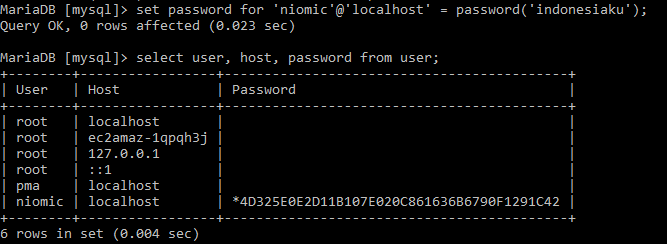 MariaDB [mysql]> set password for 'niomic'@'localhost' = password('indonesiaku');
Query OK, 0 rows affected (0.023 sec)
MariaDB [mysql]> select user, host, password from user;
+--------+------------------+-------------------------------------------+
| User | Host | Password |
+--------+------------------+-------------------------------------------+
| root | localhost | |
| root | ec2amaz-1qpqh3j | |
| root | 127.0.0.1 | |
| root | ::1 | |
| pma | localhost | |
| niomic | localhost | *4D325E0E2D11B107E020C861636B6790F1291C42 |
+--------+------------------+-------------------------------------------+
6 rows in set (0.004 sec)